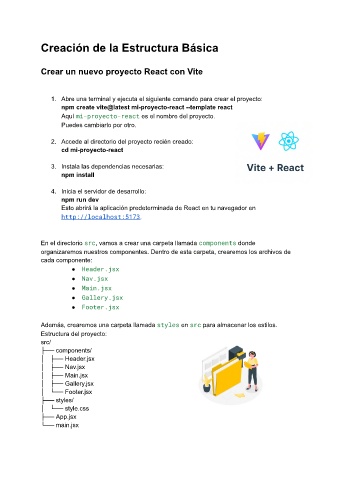 Creación de la Estructura Básica
Crear un nuevo proyecto React con Vite
1. Abre una terminal y ejecuta el siguiente comando para crear el proyecto:
npm create vite@latest mi-proyecto-react --template react
Aquí mi-proyecto-react es el nombre del proyecto.
Puedes cambiarlo por otro.
2. Accede al directorio del proyecto recién creado:
cd mi-proyecto-react
3. Instala las dependencias necesarias:
npm install
Vite + React
4. Inicia el servidor de desarrollo:
npm run dev
Esto abrirá la aplicación predeterminada de React en tu navegador en
http://localhost:5173.
En el directorio src, vamos a crear una carpeta llamada components donde
organizaremos nuestros componentes. Dentro de esta carpeta, crearemos los archivos de
cada componente:
● Header.jsx
● Nav.jsx
● Main.jsx
● Gallery.jsx
● Footer.jsx
Además, crearemos una carpeta llamada styles en src para almacenar los estilos.
Estructura del proyecto:
src/
├── components/
│ ├── Header.jsx
│ ├── Nav.jsx
│ ├── Main.jsx
│ ├── Gallery.jsx
│ └── Footer.jsx
├── styles/
│ └── style.css
├── App.jsx
└── main.jsx